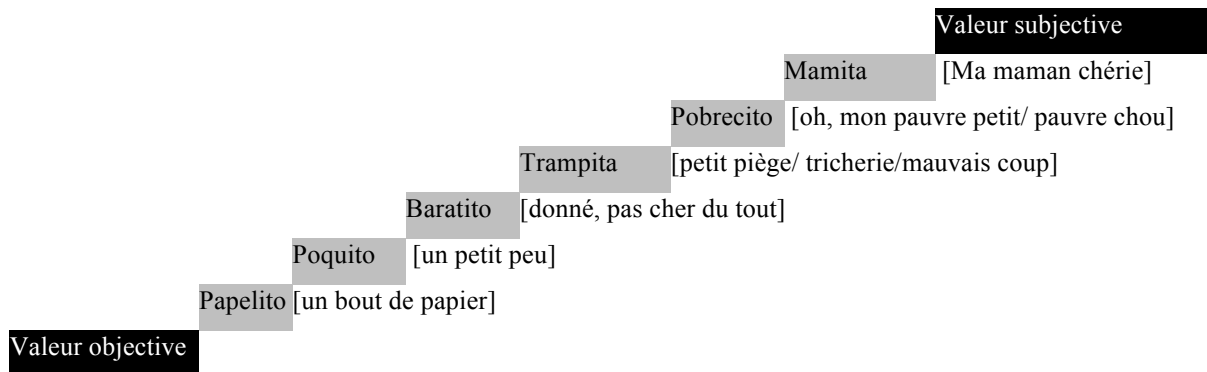 Valeur subjective
Mamita [Ma maman chérie]
Pobrecito [oh, mon pauvre petit/ pauvre chou]
Trampita [petit piège/ tricherie/mauvais coup]
Baratito [donné, pas cher du tout]
Poquito [un petit peu]
Papelito [un bout de papier]
Valeur objective